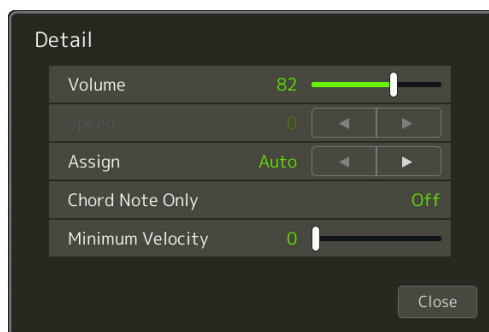 Detail
Volume 82
Speed 0
Assign Auto
Chord Note Only Off
Minimum Velocity 0
Close